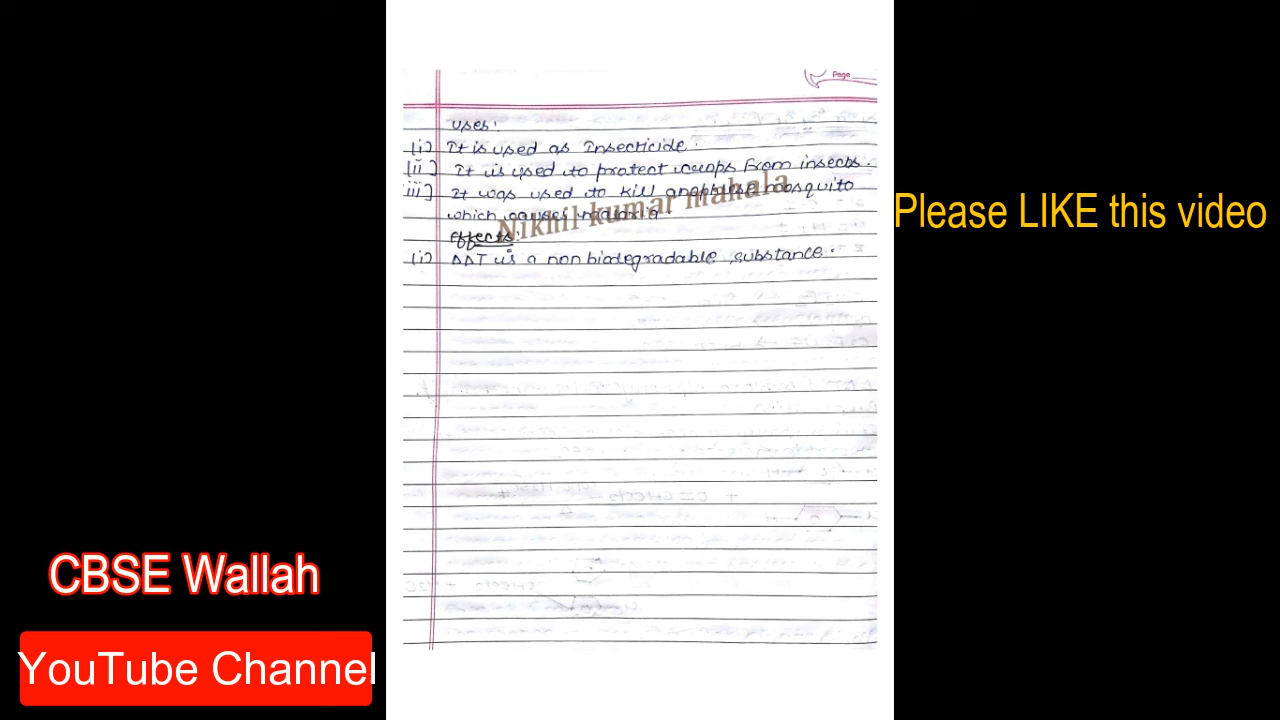 Page
Uses:
(i) It is used as Insecticide.
(ii) It is used to protect crops from insects.
(iii) It was used to kill anophlese mosquito
which causes malaria.
Nikhil kumar mahala
Effects:
(i) DDT is a non biodegradable substance.
Please LIKE this video
CBSE Wallah
YouTube Channel